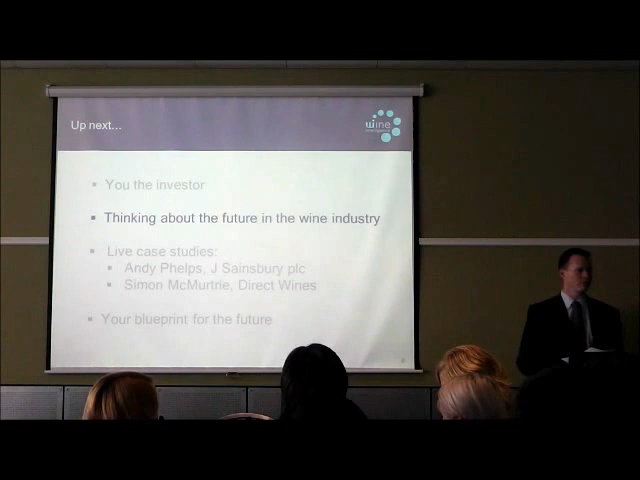 Up next...
wine
You the investor
Thinking about the future in the wine industry
Live case studies:
Andy Phelps, J Sainsbury plc
Simon McMurtrie, Direct Wines
Your blueprint for the future